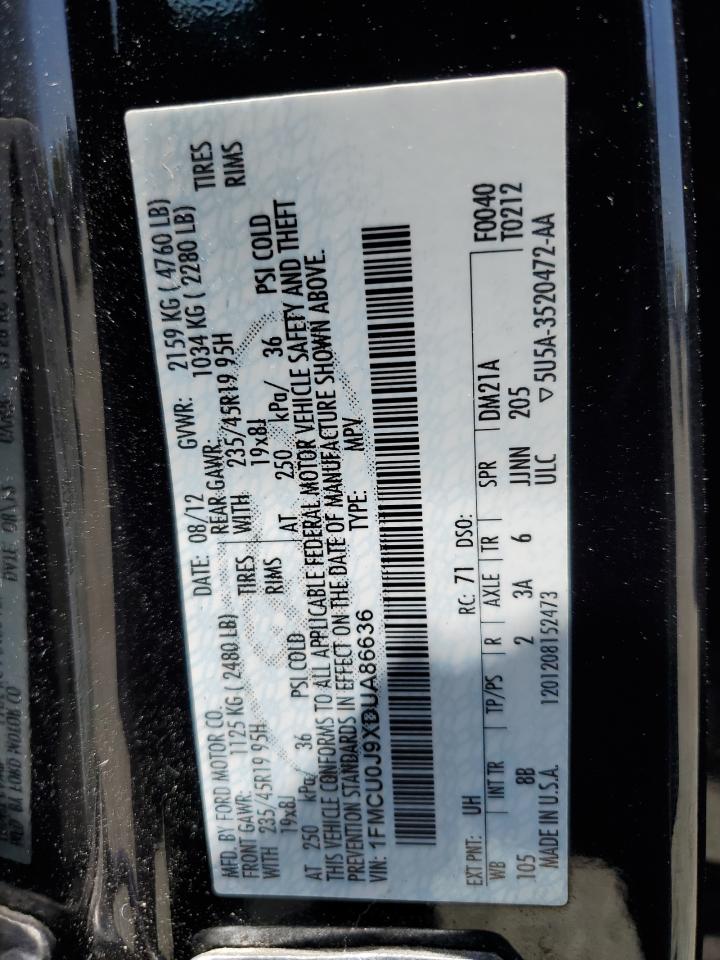 MFD. BY FORD MOTOR CO. DATE: 08/12 GVWR: 2159 KG ( 4760 LB)
FRONT GAWR: 1125 KG ( 2480 LB) REAR GAWR: 1034 KG ( 2280 LB)
WITH 235/45R19 95H TIRES WITH 235/45R19 95H TIRES
19x8J RIMS 19x8J RIMS
AT 250 kPa/ 36 PSI COLD AT 250 kPa/ 36 PSI COLD
THIS VEHICLE CONFORMS TO ALL APPLICABLE FEDERAL MOTOR VEHICLE SAFETY AND THEFT
PREVENTION STANDARDS IN EFFECT ON THE DATE OF MANUFACTURE SHOWN ABOVE.
VIN: 1FMCU0J9XDUA86636 TYPE: MPV
F0040
EXT PNT: UH RC: 71 DSO: T0212
WB INT TR TP/PS R AXLE TR SPR DM21A
105 8B 2 3A 6 JJNN 205
MADE IN U.S.A. 1201208152473 ULC ▽5U5A-3520472-AA